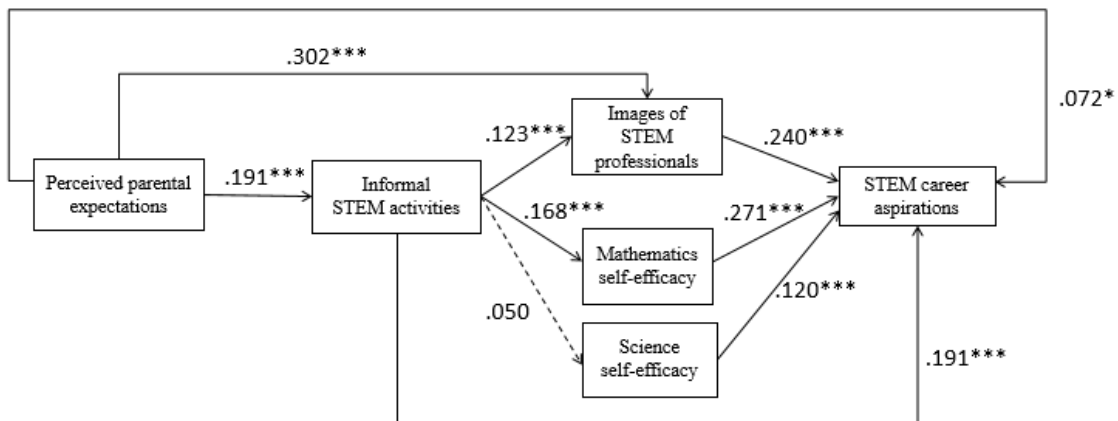 .302***
.072*
Images of
STEM
professionals
.123***
.240***
Perceived parental
expectations
.191***
Informal
STEM activities
STEM career
aspirations
.168***
.271***
Mathematics
self-efficacy
.050
.120***
Science
self-efficacy
.191***